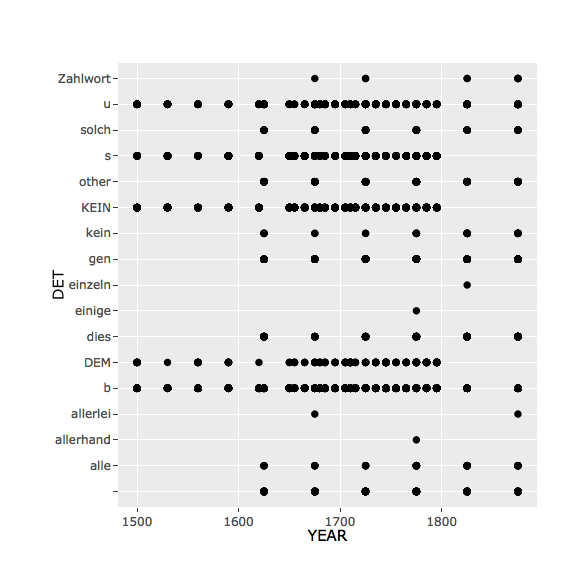 Zahlwort
u
solch
s
other
KEIN
kein
gen
einzeln
einige
dies
DEM
b
allerlei
allerhand
alle
DET
1500 1600 1700 1800
YEAR